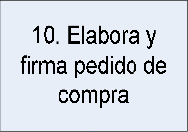 10. Elabora y
firma pedido de
compra